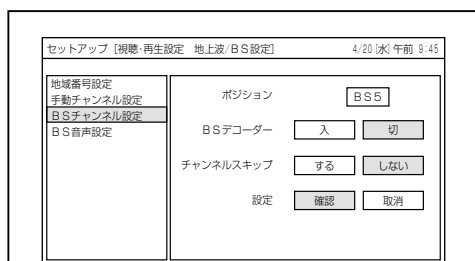 セットアップ [視聴・再生設定 地上波/BS設定] 4/20[水]午前 9:45
地域番号設定
手動チャンネル設定
BSチャンネル設定
BS音声設定
ポジション BS5
BSデコーダー 入 切
チャンネルスキップ する しない
設定 確認 取消